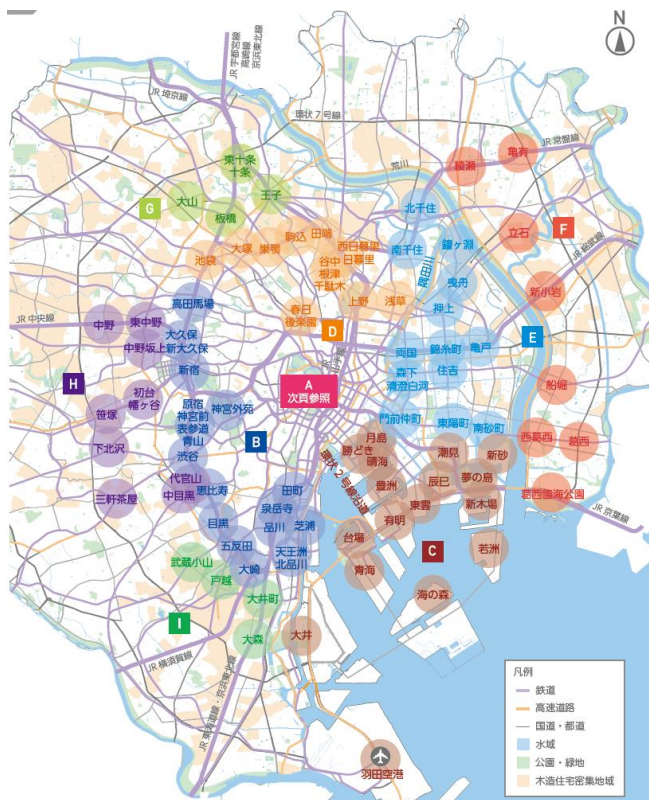 N
JR 宇都宮線
高崎線
京浜東北線
JR 埼京線
環状7号線
荒川
JR 常盤線
亀有
綾瀬
東十条
十条
王子
大山
板橋
G
北千住
鐘ヶ淵
立石
F
JR 総武線
池袋
大塚
巣鴨
駒込
田端
西日暮里
日暮里
谷中
根津
千駄木
南千住
隅田川
曳舟
押上
新小岩
高田馬場
春日
後楽園
上野
浅草
D
E
JR 中央線
中野
東中野
中野坂上
大久保
新大久保
新宿
両国
錦糸町
亀戸
森下
清澄白河
住吉
船堀
A
次頁参照
H
初台
幡ヶ谷
笹塚
下北沢
三軒茶屋
原宿
神宮前
表参道
青山
渋谷
神宮外苑
B
門前仲町
東陽町
南砂町
西葛西
葛西
葛西臨海公園
JR 京葉線
月島
勝どき
晴海
環状2号線沿道
豊洲
潮見
新砂
辰巳
夢の島
東雲
新木場
有明
台場
青海
C
若洲
海の森
代官山
中目黒
恵比寿
目黒
田町
泉岳寺
品川
芝浦
五反田
天王洲
北品川
大崎
武蔵小山
戸越
大井町
I
大森
大井
JR 横須賀線
JR 東海道線・京浜東北線
羽田空港
凡例
鉄道
高速道路
国道・都道
水域
公園・緑地
木造住宅密集地域